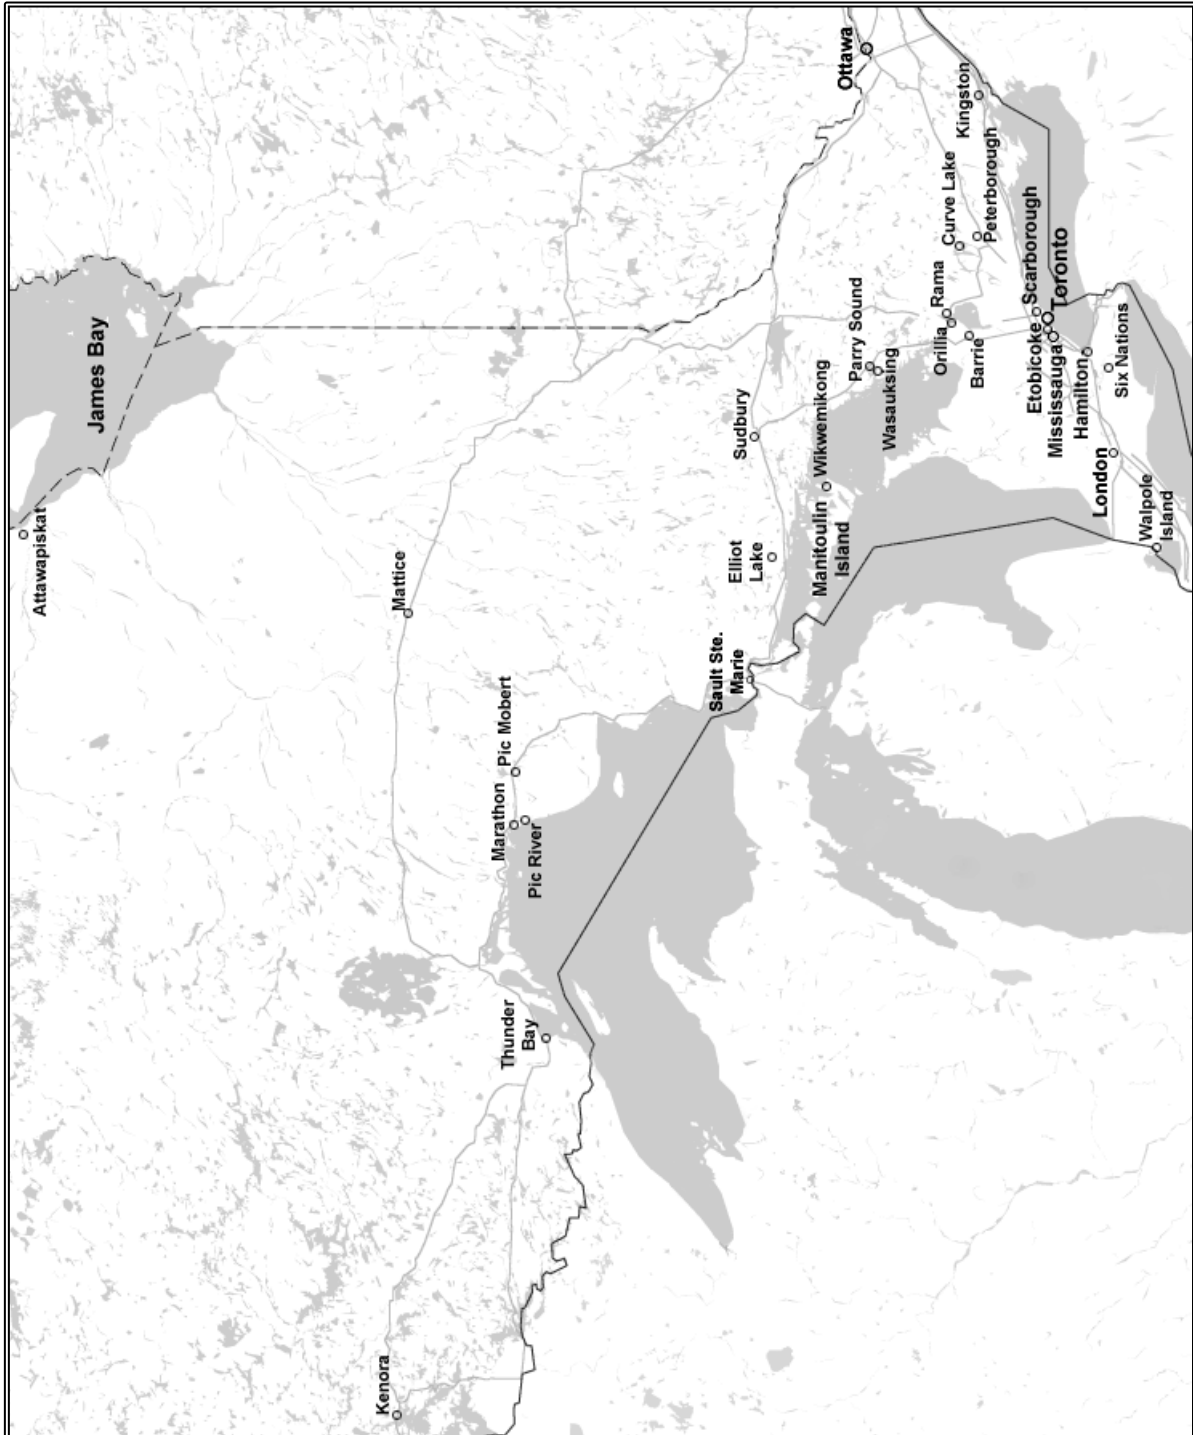 James Bay
Attawapiskat
Ottawa
Kingston
Peterborough
Curve Lake
Scarborough
Toronto
Rama
Orillia
Barrie
Parry Sound
Wasauksing
Etobicoke
Mississauga
Hamilton
Six Nations
Sudbury
Wikwemikong
Manitoulin
Island
London
Walpole
Island
Elliot
Lake
Mattice
Sault Ste.
Marie
Pic Mobert
Marathon
Pic River
Thunder
Bay
Kenora